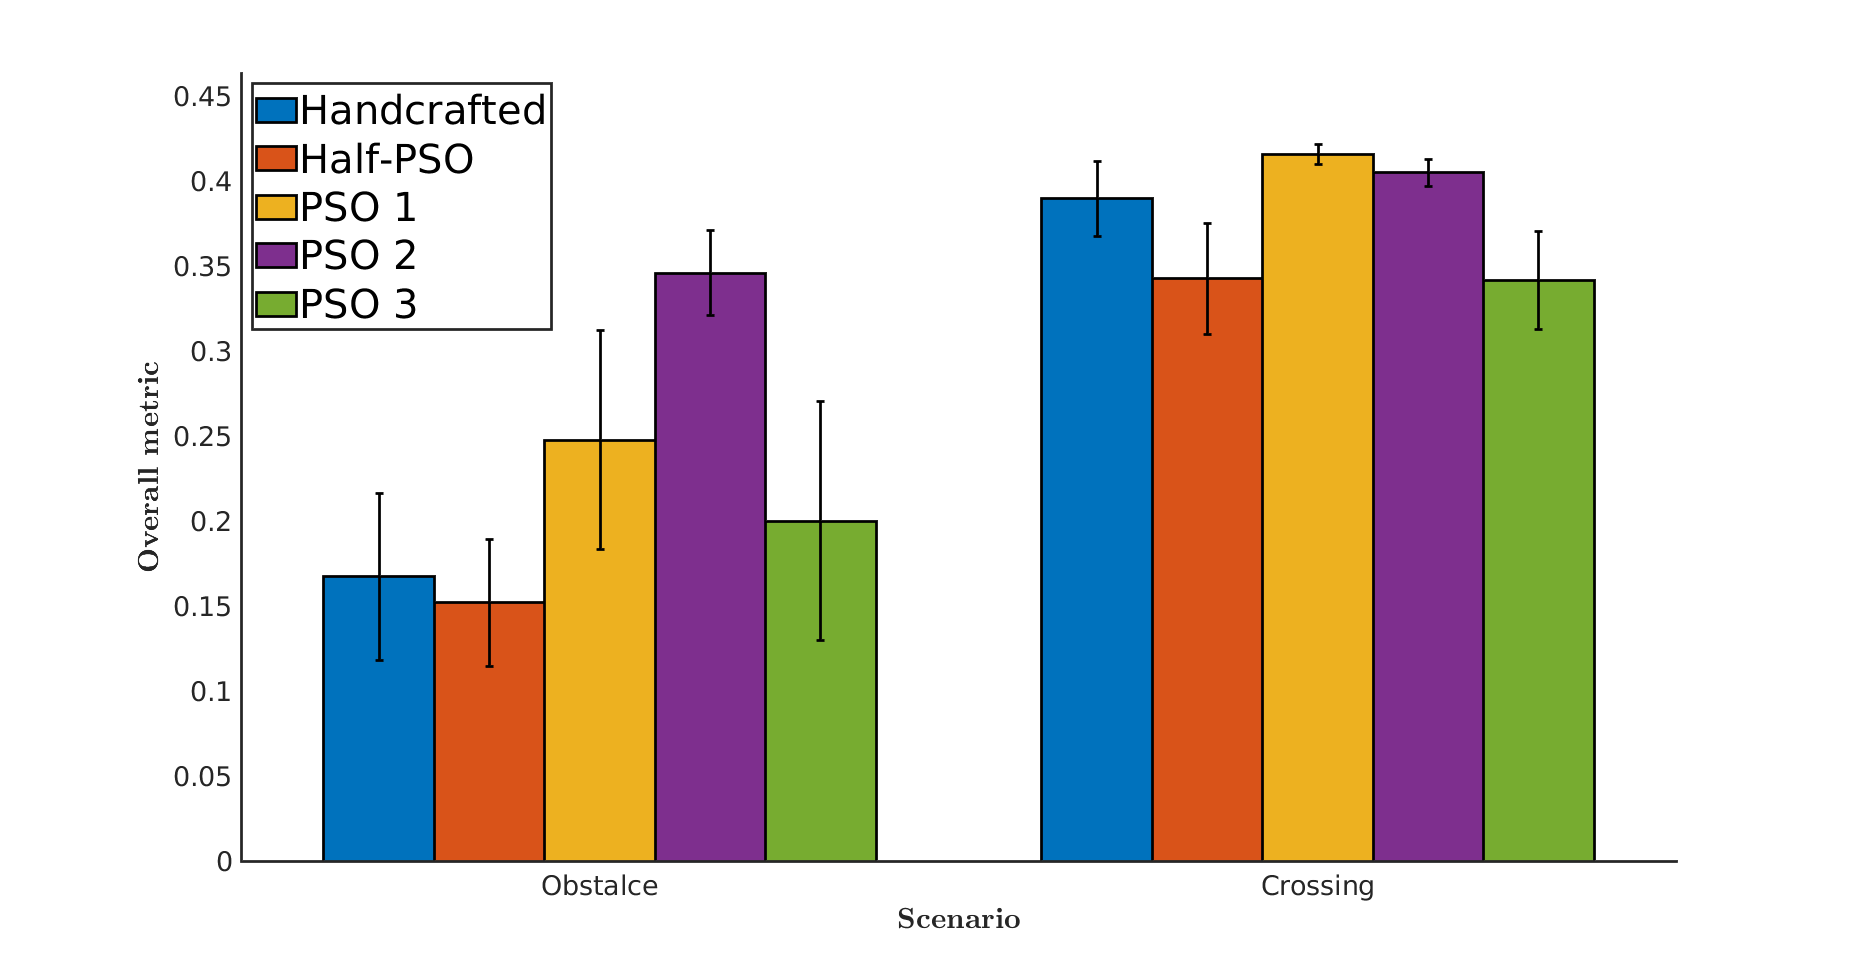 Handcrafted
Half-PSO
PSO 1
PSO 2
PSO 3
0.45
0.4
0.35
0.3
0.25
0.2
0.15
0.1
0.05
0
Overall metric
Obstalce
Crossing
Scenario